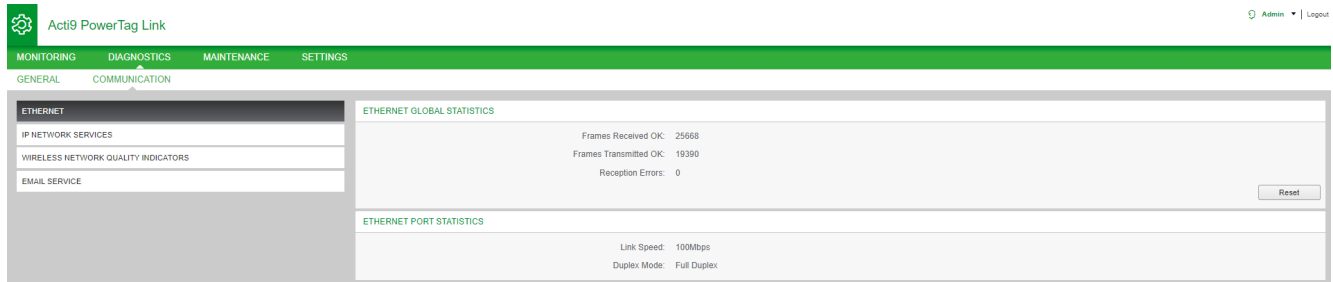 Acti9 PowerTag Link
Admin | Logout
MONITORING DIAGNOSTICS MAINTENANCE SETTINGS
GENERAL COMMUNICATION
ETHERNET
IP NETWORK SERVICES
WIRELESS NETWORK QUALITY INDICATORS
EMAIL SERVICE
ETHERNET GLOBAL STATISTICS
Frames Received OK: 25668
Frames Transmitted OK: 19390
Reception Errors: 0
Reset
ETHERNET PORT STATISTICS
Link Speed: 100Mbps
Duplex Mode: Full Duplex